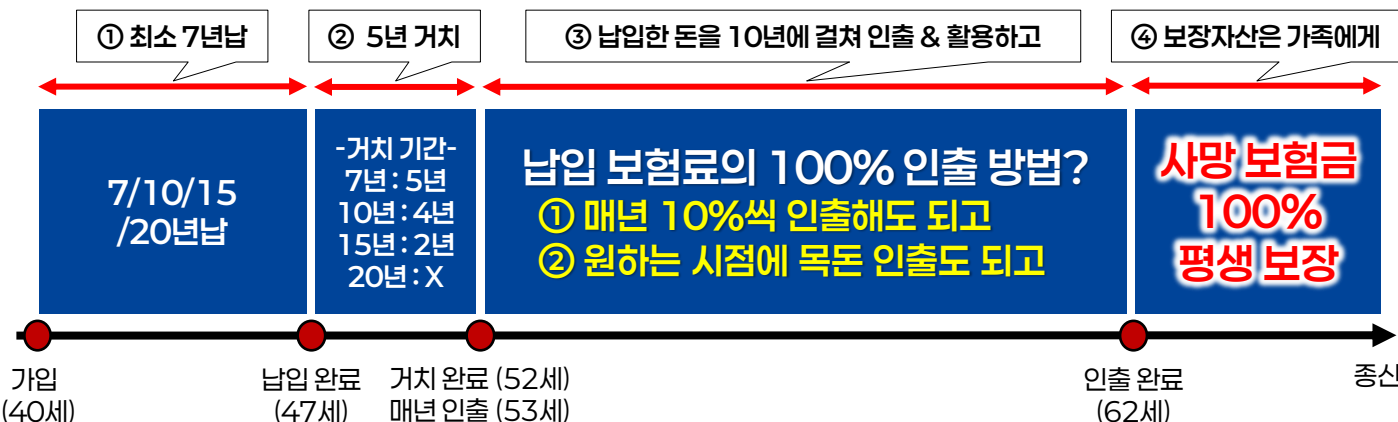 ① 최소 7년납
② 5년 거치
③ 납입한 돈을 10년에 걸쳐 인출 & 활용하고
④ 보장자산은 가족에게
7/10/15
/20년납
-거치 기간-
7년 : 5년
10년 : 4년
15년 : 2년
20년 : X
납입 보험료의 100% 인출 방법?
① 매년 10%씩 인출해도 되고
② 원하는 시점에 목돈 인출도 되고
사망 보험금
100%
평생 보장
가입
(40세)
납입 완료
(47세)
거치 완료 (52세)
매년 인출 (53세)
인출 완료
(62세)
종신